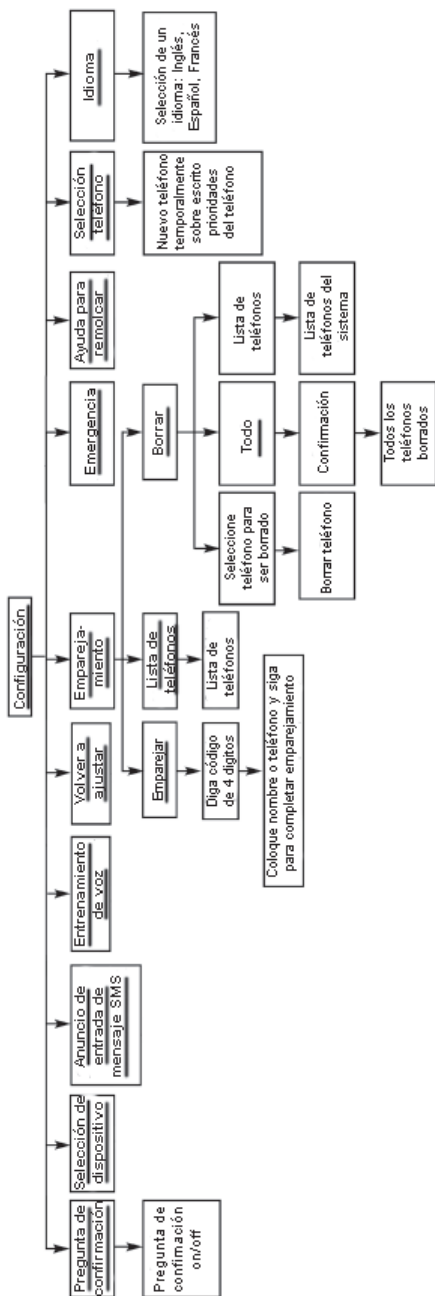 Configuración
Pregunta de
confirmación
Selección de
dispositivo
Anuncio de
entrada de
mensaje SMS
Entrenamiento
de voz
Volver a
ajustar
Empareja-
miento
Emergencia
Ayuda para
remolcar
Selección
teléfono
Idioma
Pregunta de
confimación
on/off
Emparejar
Lista de
teléfonos
Borrar
Nuevo teléfono
temporalmente
sobre escrito
prioridades
del teléfono
Selección de un
idioma: Inglés,
Español, Francés
Diga código
de 4 dígitos
Lista de
teléfonos
Seleccione
teléfono para
ser borrado
Todo
Lista de
teléfonos
Coloque nombre o teléfono y siga
para completar emparejamiento
Borrar teléfono
Confirmación
Lista de
teléfonos del
sistema
Todos los
teléfonos
borrados